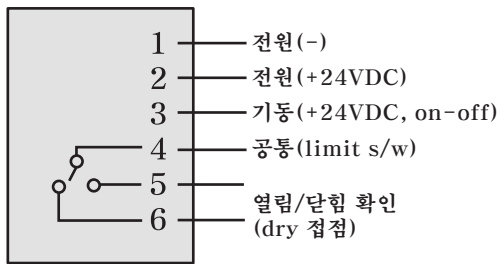 1 전원(-)
2 전원(+24VDC)
3 기동(+24VDC, on-off)
4 공통(limit s/w)
5
6 열림/닫힘 확인
(dry 접점)